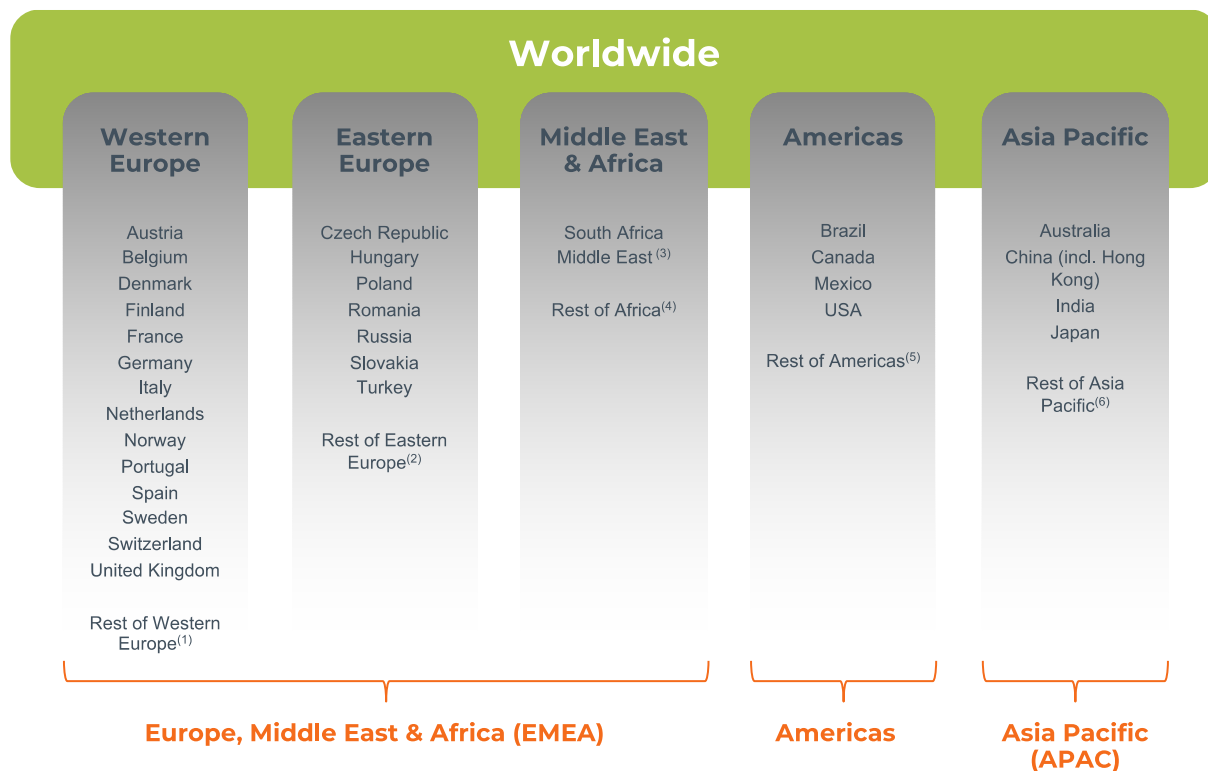 Worldwide
Western
Europe
Austria
Belgium
Denmark
Finland
France
Germany
Italy
Netherlands
Norway
Portugal
Spain
Sweden
Switzerland
United Kingdom
Rest of Western
Europe(1)
Eastern
Europe
Czech Republic
Hungary
Poland
Romania
Russia
Slovakia
Turkey
Rest of Eastern
Europe(2)
Middle East
& Africa
South Africa
Middle East (3)
Rest of Africa(4)
Americas
Brazil
Canada
Mexico
USA
Rest of Americas(5)
Asia Pacific
Australia
China (incl. Hong
Kong)
India
Japan
Rest of Asia
Pacific(6)
Europe, Middle East & Africa (EMEA)
Americas
Asia Pacific
(APAC)